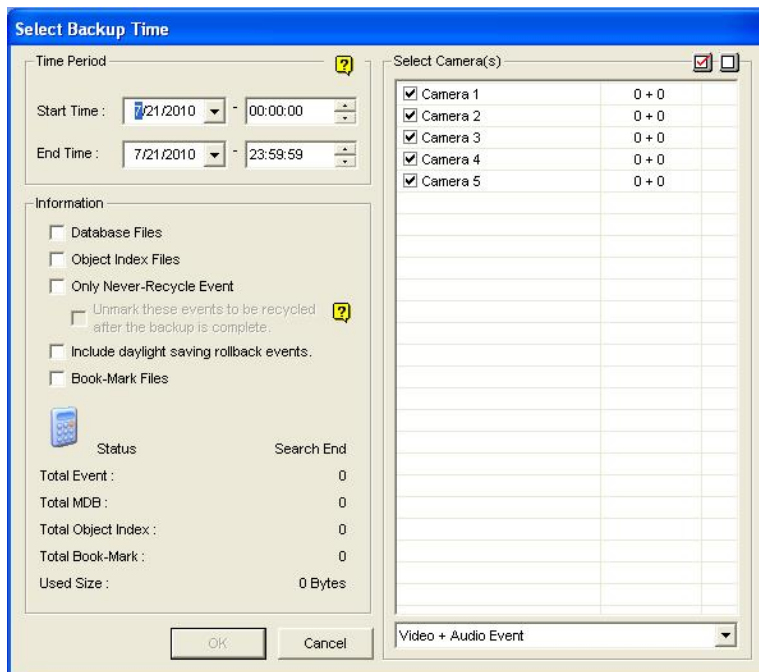 Select Backup Time
Time Period
Start Time : 7/21/2010 - 00:00:00
End Time : 7/21/2010 - 23:59:59
Information
Database Files
Object Index Files
Only Never-Recycle Event
Unmark these events to be recycled
after the backup is complete.
Include daylight saving rollback events.
Book-Mark Files
Status Search End
Total Event : 0
Total MDB : 0
Total Object Index : 0
Total Book-Mark : 0
Used Size : 0 Bytes
OK Cancel
Select Camera(s)
Camera 1 0 + 0
Camera 2 0 + 0
Camera 3 0 + 0
Camera 4 0 + 0
Camera 5 0 + 0
Video + Audio Event